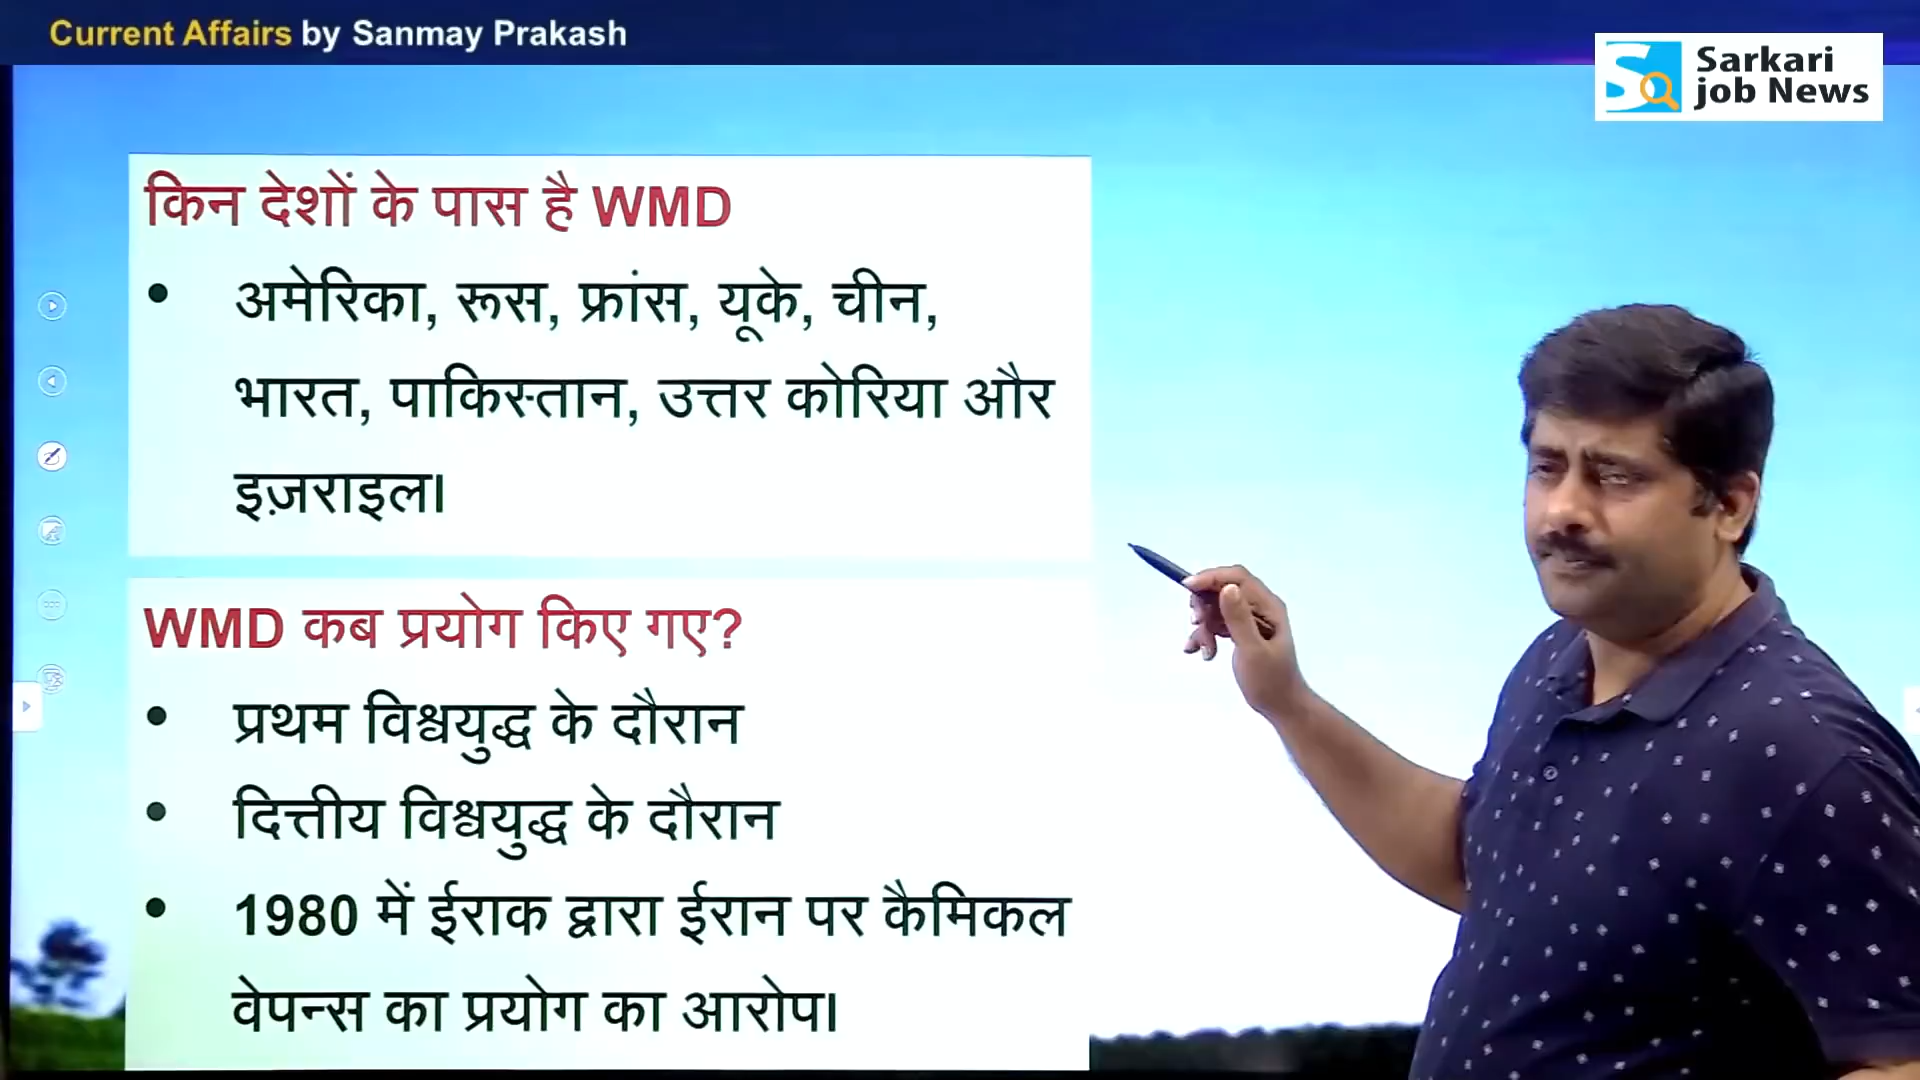 Current Affairs by Sanmay Prakash
Sarkari
job News
किन देशों के पास है WMD
• अमेरिका, रूस, फ्रांस, यूके, चीन,
भारत, पाकिस्तान, उत्तर कोरिया और
इज़राइल।
WMD कब प्रयोग किए गए?
• प्रथम विश्वयुद्ध के दौरान
• दित्तीय विश्वयुद्ध के दौरान
• 1980 में ईराक द्वारा ईरान पर कैमिकल
वेपन्स का प्रयोग का आरोप।